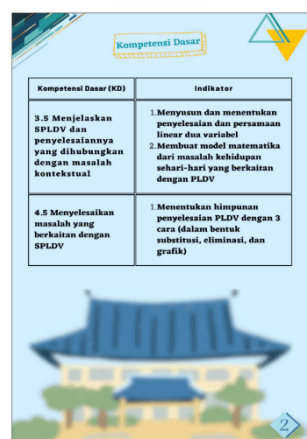 Kompetensi Dasar
Kompetensi Dasar (KD)
Indikator
3.5 Menjelaskan
SPLDV dan
penyelesaiannya
yang dihubungkan
dengan masalah
kontekstual
1. Menyusun dan menentukan
penyelesaian dan persamaan
linear dua variabel
2. Membuat model matematika
dari masalah kehidupan
sehari-hari yang berkaitan
dengan PLDV
4.5 Menyelesaikan
masalah yang
berkaitan dengan
SPLDV
1. Menentukan himpunan
penyelesaian PLDV dengan 3
cara (dalam bentuk
substitusi, eliminasi, dan
grafik)
2